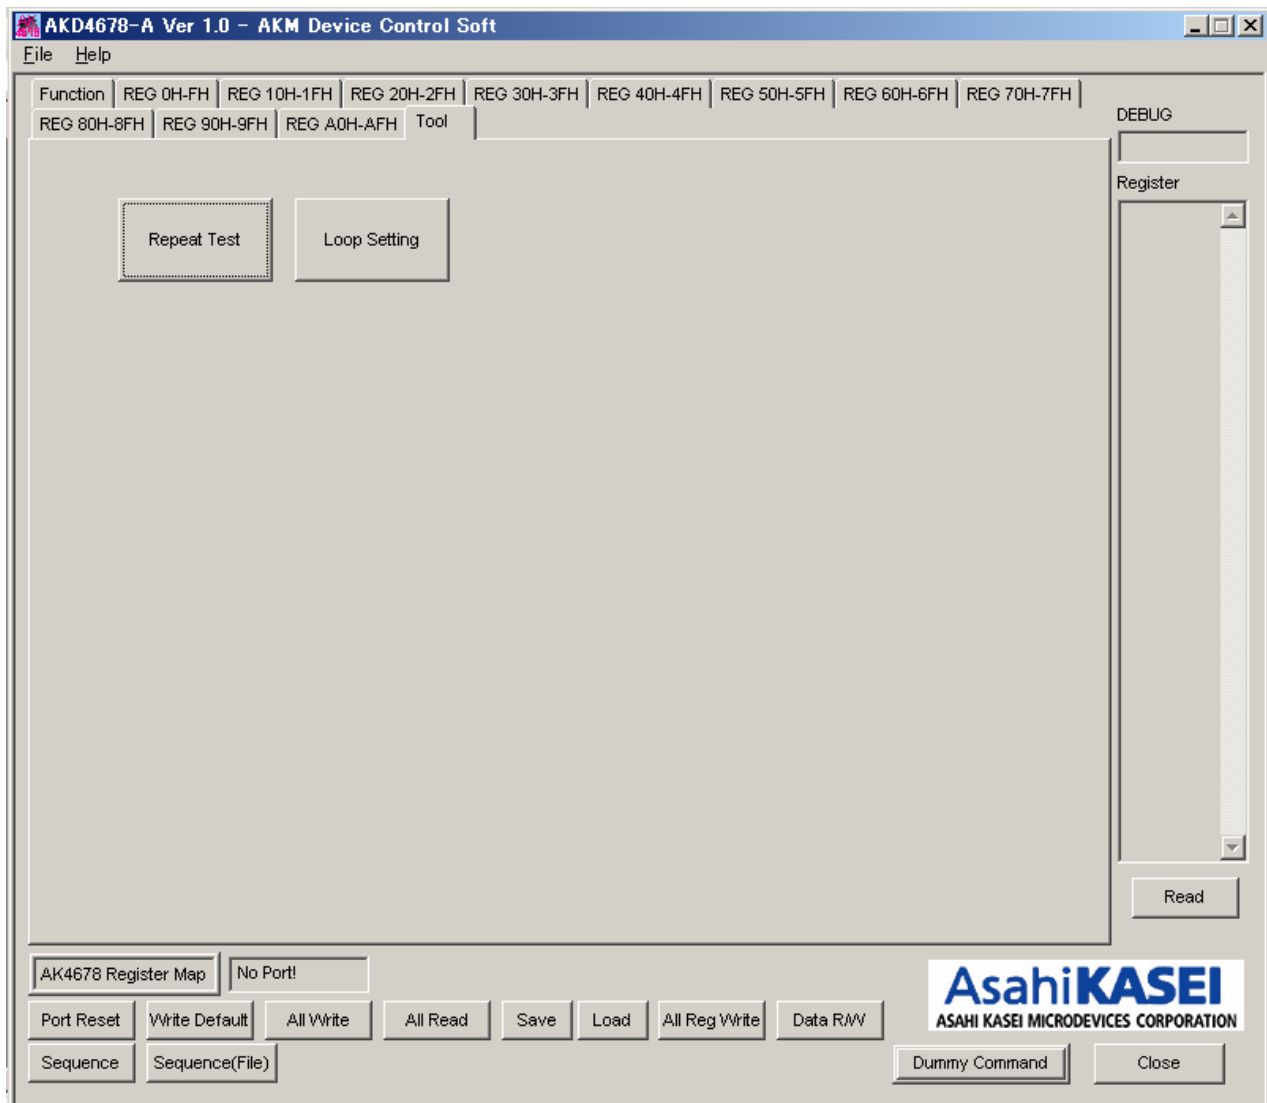 AKD4678-A Ver 1.0 - AKM Device Control Soft
File Help
Function REG 0H-FH REG 10H-1FH REG 20H-2FH REG 30H-3FH REG 40H-4FH REG 50H-5FH REG 60H-6FH REG 70H-7FH
REG 80H-8FH REG 90H-9FH REG A0H-AFH Tool
DEBUG
Register
Repeat Test Loop Setting
Read
AK4678 Register Map No Port!
AsahiKASEI
ASAHI KASEI MICRODEVICES CORPORATION
Port Reset Write Default All Write All Read Save Load All Reg Write Data R/W
Sequence Sequence(File) Dummy Command Close